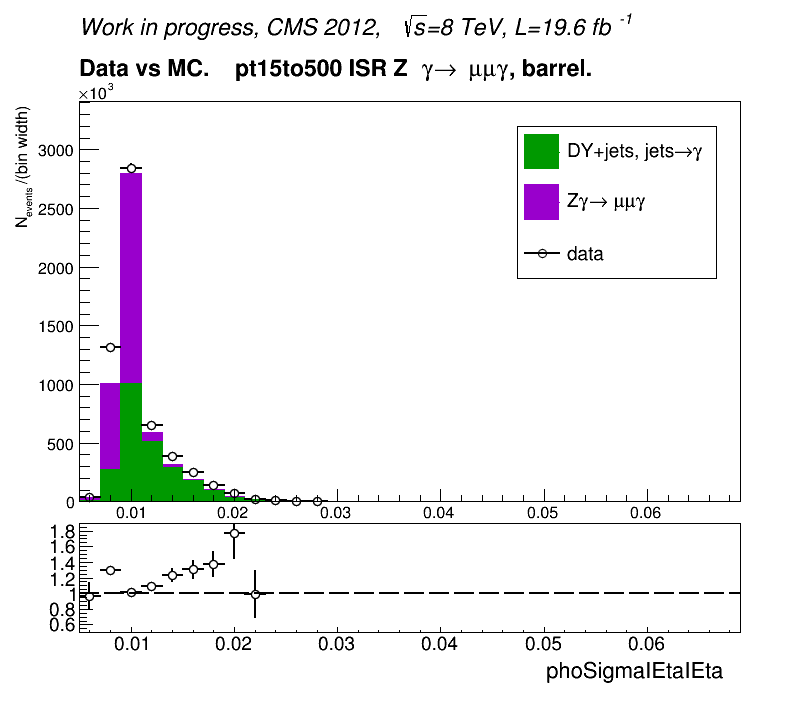 Work in progress, CMS 2012, √s=8 TeV, L=19.6 fb⁻¹
Data vs MC. pt15to500 ISR Z γ→ μμγ, barrel.
×10³
N_events /(bin width)
3000
2500
2000
1500
1000
500
0
DY+jets, jets→γ
Zγ→ μμγ
data
0.01 0.02 0.03 0.04 0.05 0.06
1.8
1.6
1.4
1.2
1
0.8
0.6
0.01 0.02 0.03 0.04 0.05 0.06
phoSigmaIEtaIEta